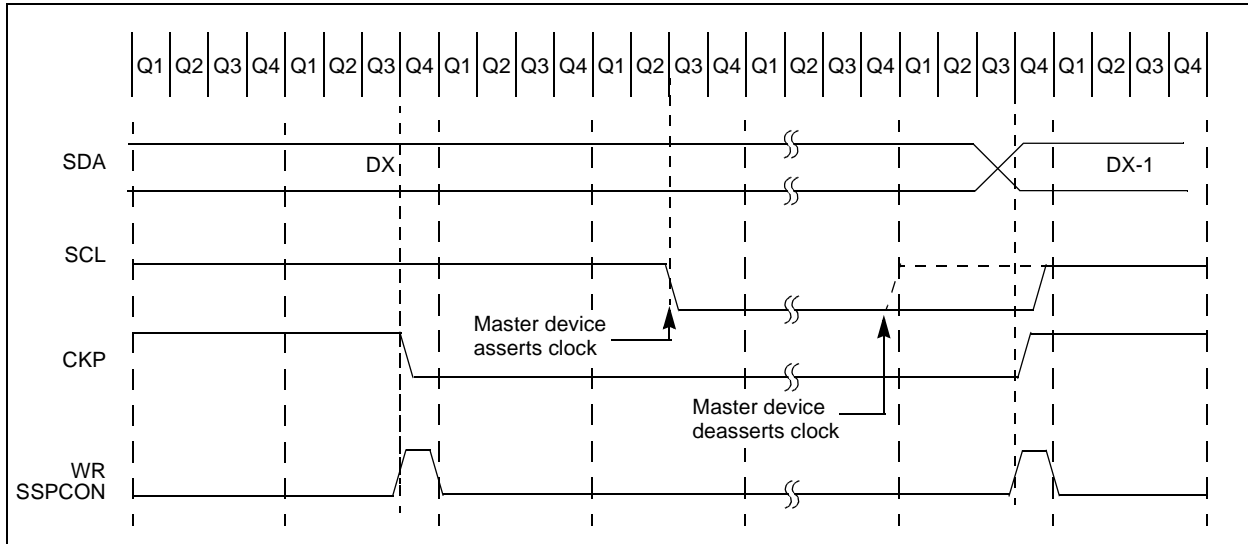 Q1 Q2 Q3 Q4 Q1 Q2 Q3 Q4 Q1 Q2 Q3 Q4 Q1 Q2 Q3 Q4 Q1 Q2 Q3 Q4 Q1 Q2 Q3 Q4 Q1 Q2 Q3 Q4
SDA
DX
DX-1
SCL
Master device
asserts clock
CKP
Master device
deasserts clock
WR
SSPCON